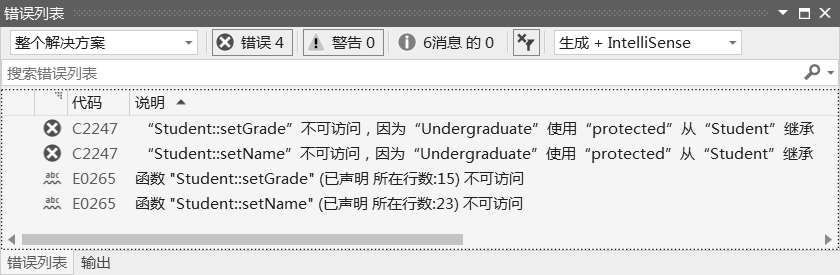 错误列表
整个解决方案 错误 4 警告 0 6消息 的 0 生成 + IntelliSense
搜索错误列表
代码 说明
C2247 “Student::setGrade”不可访问，因为“Undergraduate”使用“protected”从“Student”继承
C2247 “Student::setName”不可访问，因为“Undergraduate”使用“protected”从“Student”继承
abc E0265 函数 "Student::setGrade" (已声明 所在行数:15) 不可访问
abc E0265 函数 "Student::setName" (已声明 所在行数:23) 不可访问
错误列表 输出